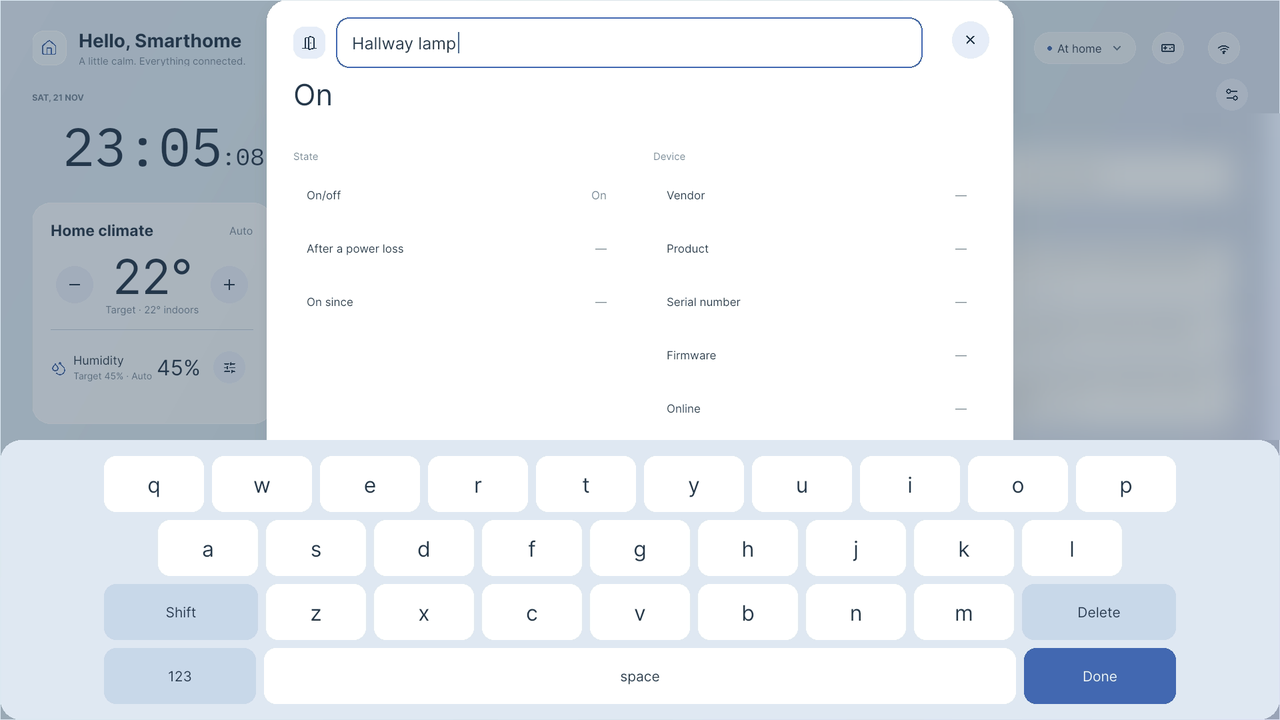 Hello, Smarthome
A little calm. Everything connected.
SAT, 21 NOV
23:05:08
Home climate
Auto
22°
Target · 22° indoors
Humidity
Target 45% · Auto
45%
Hallway lamp
On
State
On/off
On
After a power loss
—
On since
—
Device
Vendor
—
Product
—
Serial number
—
Firmware
—
Online
—
At home
q w e r t y u i o p
a s d f g h j k l
Shift z x c v b n m Delete
123 space Done